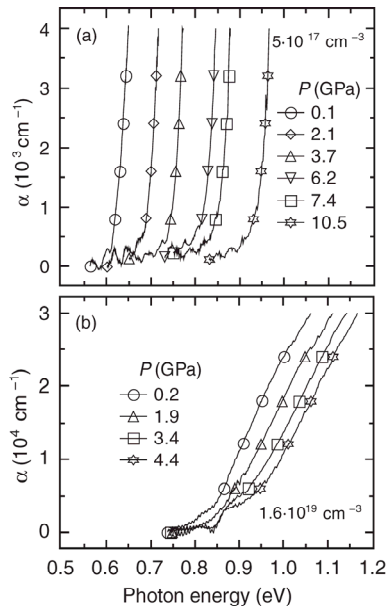 (a)
5·10¹⁷ cm⁻³
P (GPa)
0.1
2.1
3.7
6.2
7.4
10.5
α (10³cm⁻¹)
4
3
2
1
0
(b)
P (GPa)
0.2
1.9
3.4
4.4
1.6·10¹⁹ cm⁻³
α (10⁴ cm⁻¹)
3
2
1
0
0.5 0.6 0.7 0.8 0.9 1.0 1.1 1.2
Photon energy (eV)